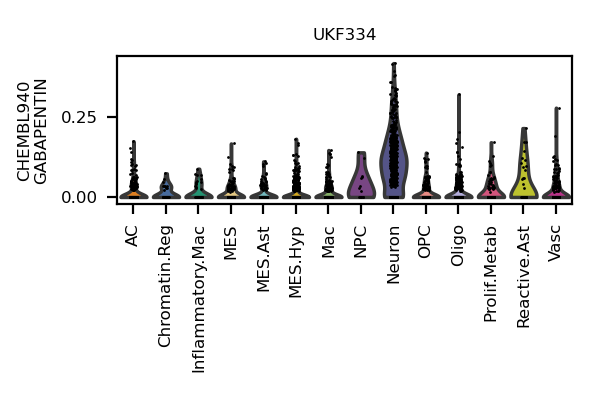 UKF334
CHEMBL940
GABAPENTIN
0.25
0.00
AC
Chromatin.Reg
Inflammatory.Mac
MES
MES.Ast
MES.Hyp
Mac
NPC
Neuron
OPC
Oligo
Prolif.Metab
Reactive.Ast
Vasc